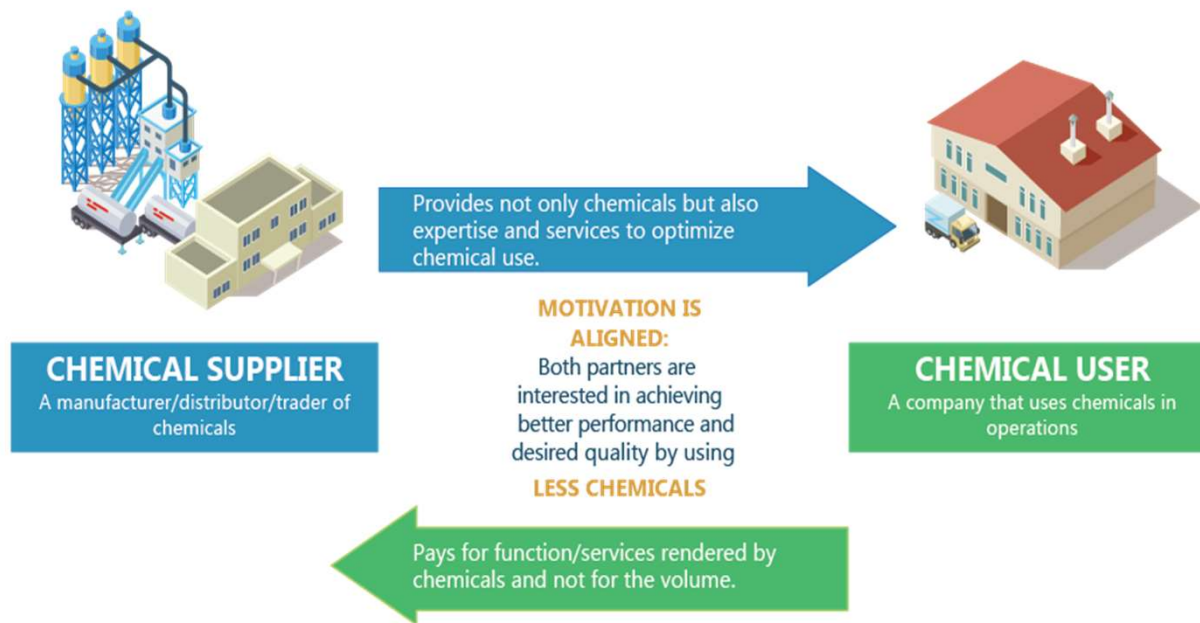 Provides not only chemicals but also
expertise and services to optimize
chemical use.
MOTIVATION IS
ALIGNED:
Both partners are
interested in achieving
better performance and
desired quality by using
LESS CHEMICALS
CHEMICAL SUPPLIER
A manufacturer/distributor/trader of
chemicals
CHEMICAL USER
A company that uses chemicals in
operations
Pays for function/services rendered by
chemicals and not for the volume.